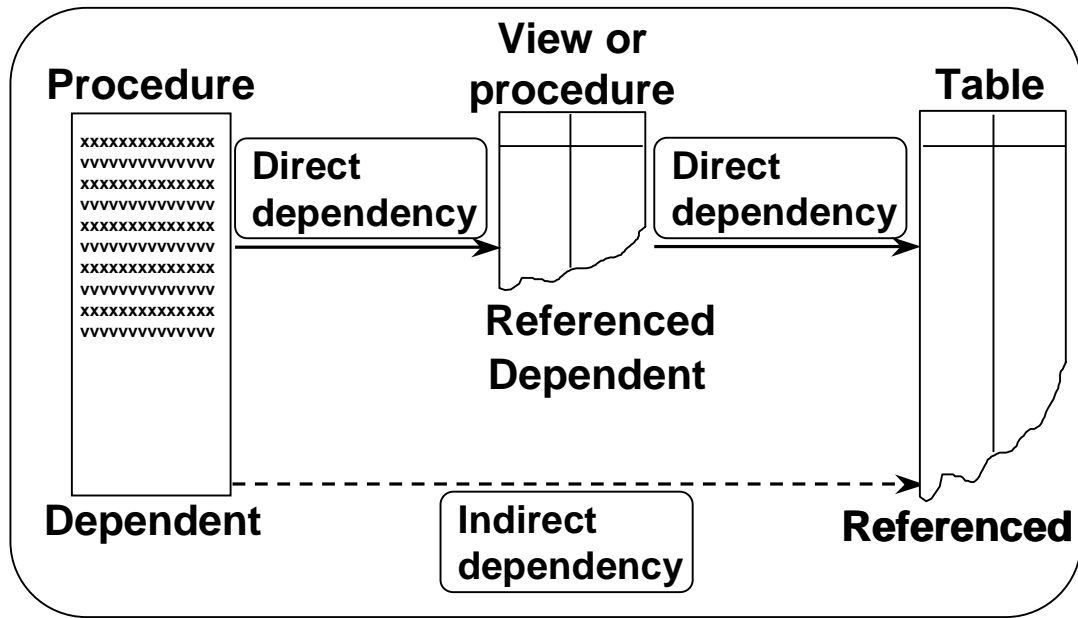 Procedure
xxxxxxxxxxxxxx
vvvvvvvvvvvvvv
xxxxxxxxxxxxxx
vvvvvvvvvvvvvv
xxxxxxxxxxxxxx
vvvvvvvvvvvvvv
xxxxxxxxxxxxxx
vvvvvvvvvvvvvv
xxxxxxxxxxxxxx
vvvvvvvvvvvvvv
Dependent
Direct
dependency
View or
procedure
Referenced
Dependent
Direct
dependency
Table
Referenced
Indirect
dependency